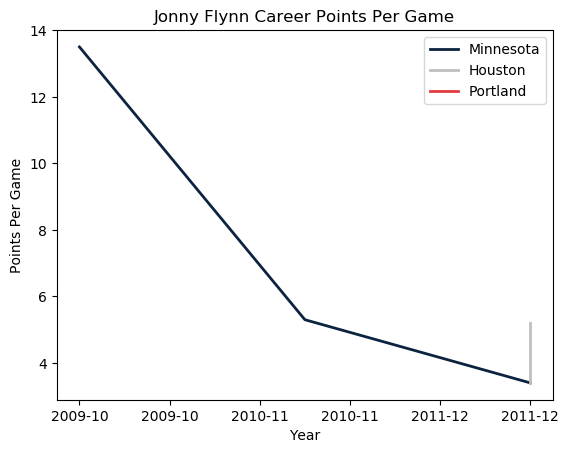 Jonny Flynn Career Points Per Game
Minnesota
Houston
Portland
Points Per Game
14
12
10
8
6
4
2009-10 2009-10 2010-11 2010-11 2011-12 2011-12
Year